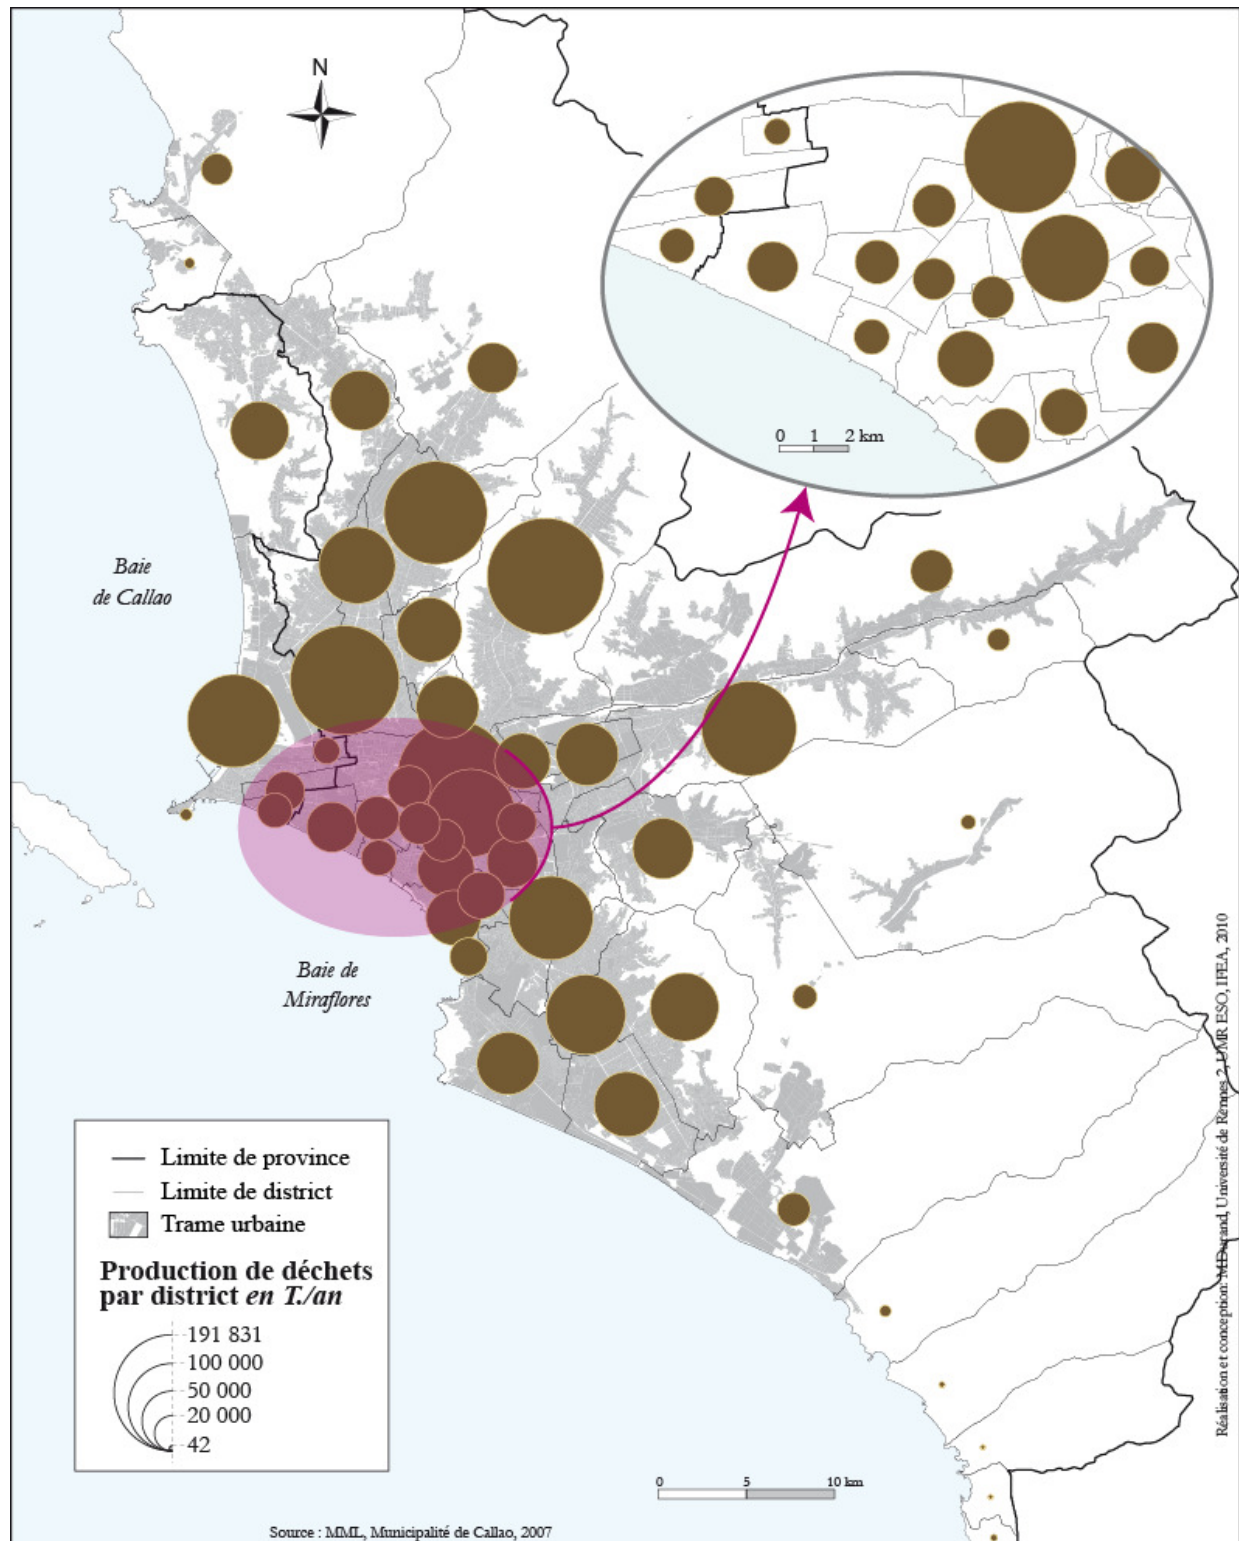 N
0 1 2 km
Baie
de Callao
Baie de
Miraflores
Limite de province
Limite de district
Trame urbaine
Production de déchets
par district en T./an
191 831
100 000
50 000
20 000
42
0 5 10 km
Source : MML, Municipalité de Callao, 2007
Réalisation et conception: M.Durand, Université de Rennes 2, UMR ESO, IFEA, 2010